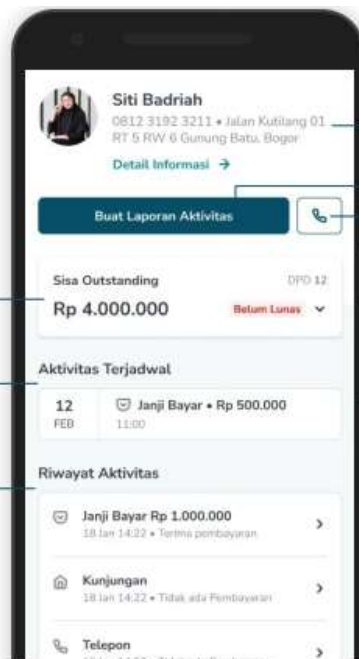 Siti Badriah
0812 3192 3211 • Jalan Kutilang 01
RT 5 RW 6 Gunung Batu, Bogor
Detail Informasi →
Buat Laporan Aktivitas
Sisa Outstanding DPD 12
Rp 4.000.000 Belum Lunas
Aktivitas Terjadwal
12 Janji Bayar • Rp 500.000
FEB 11:00
Riwayat Aktivitas
Janji Bayar Rp 1.000.000
18 Jan 14:22 • Terima pembayaran
Kunjungan
18 Jan 14:22 • Tidak ada Pembayaran
Telepon